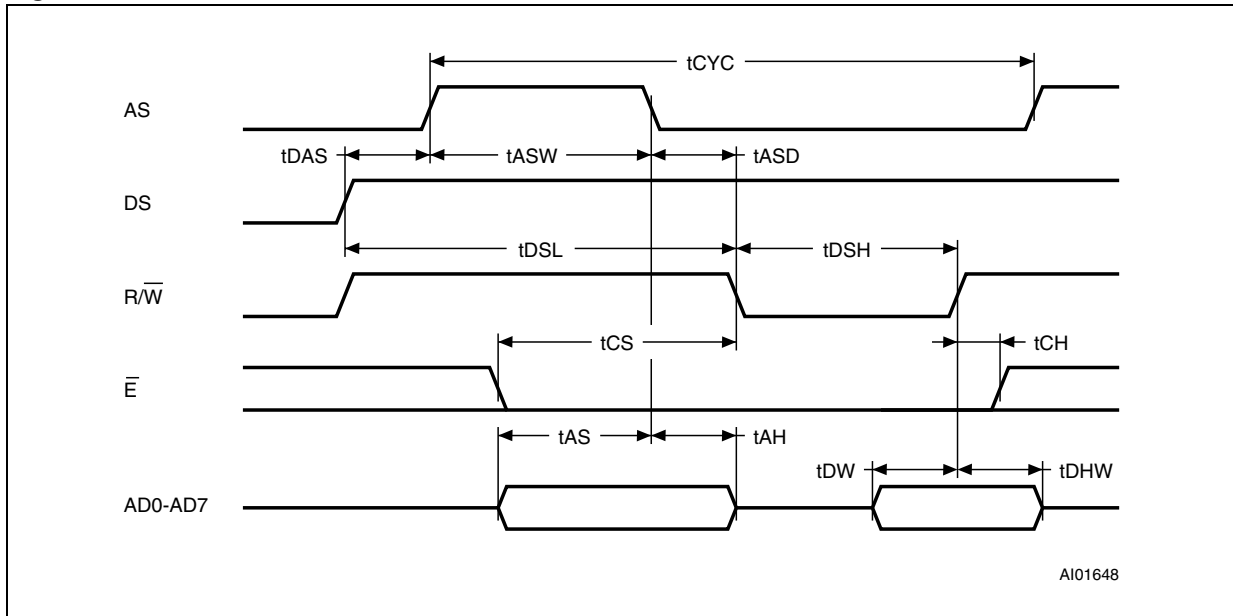 tCYC
AS
tDAS tASW tASD
DS
tDSL tDSH
R/W̅
tCS tCH
E̅
tAS tAH
tDW tDHW
AD0-AD7
AI01648